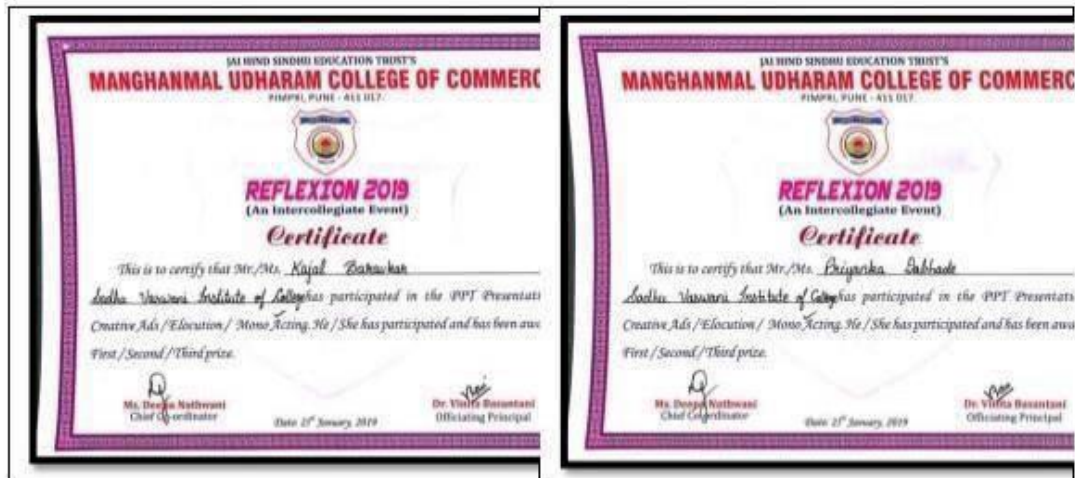 JAI HIND SINDHU EDUCATION TRUST'S
MANGHANMAL UDHARAM COLLEGE OF COMMERC
PIMPRI, PUNE - 411 017.
REFLEXION 2019
(An Intercollegiate Event)
Certificate
This is to certify that Mr./Ms. Kajal Baravkar
Sadhu Vaswani Institute of College has participated in the PPT Presentati
Creative Ads / Elocution / Mono Acting. He / She has participated and has been awa
First / Second / Third prize.
Ms. Deepa Nathwani
Chief Co-ordinator
Date: 25th January, 2019
Dr. Vinita Basantani
Officiating Principal
JAI HIND SINDHU EDUCATION TRUST'S
MANGHANMAL UDHARAM COLLEGE OF COMMERC
PIMPRI, PUNE - 411 017.
REFLEXION 2019
(An Intercollegiate Event)
Certificate
This is to certify that Mr./Ms. Priyanka Dabhade
Sadhu Vaswani Institute of College has participated in the PPT Presentati
Creative Ads / Elocution / Mono Acting. He / She has participated and has been awa
First / Second / Third prize.
Ms. Deepa Nathwani
Chief Co-ordinator
Date: 25th January, 2019
Dr. Vinita Basantani
Officiating Principal